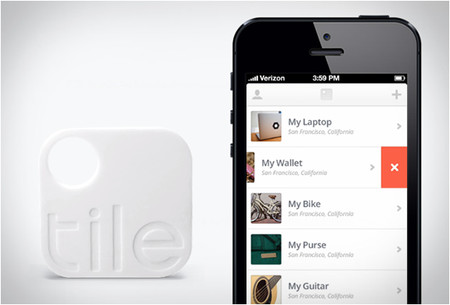 tile
Verizon 3:59 PM
My Laptop
San Francisco, California
My Wallet
San Francisco, California
My Bike
San Francisco, California
My Purse
San Francisco, California
My Guitar
San Francisco, California